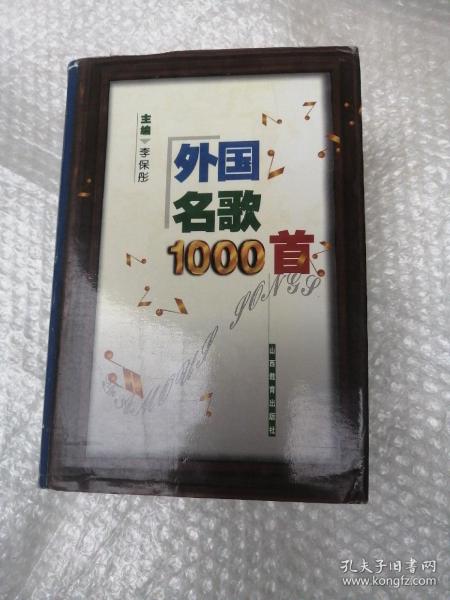 主编 李保彤
外国
名歌
1000首
FAMOUS SONGS
山西教育出版社
孔夫子旧书网
www.kongfz.com